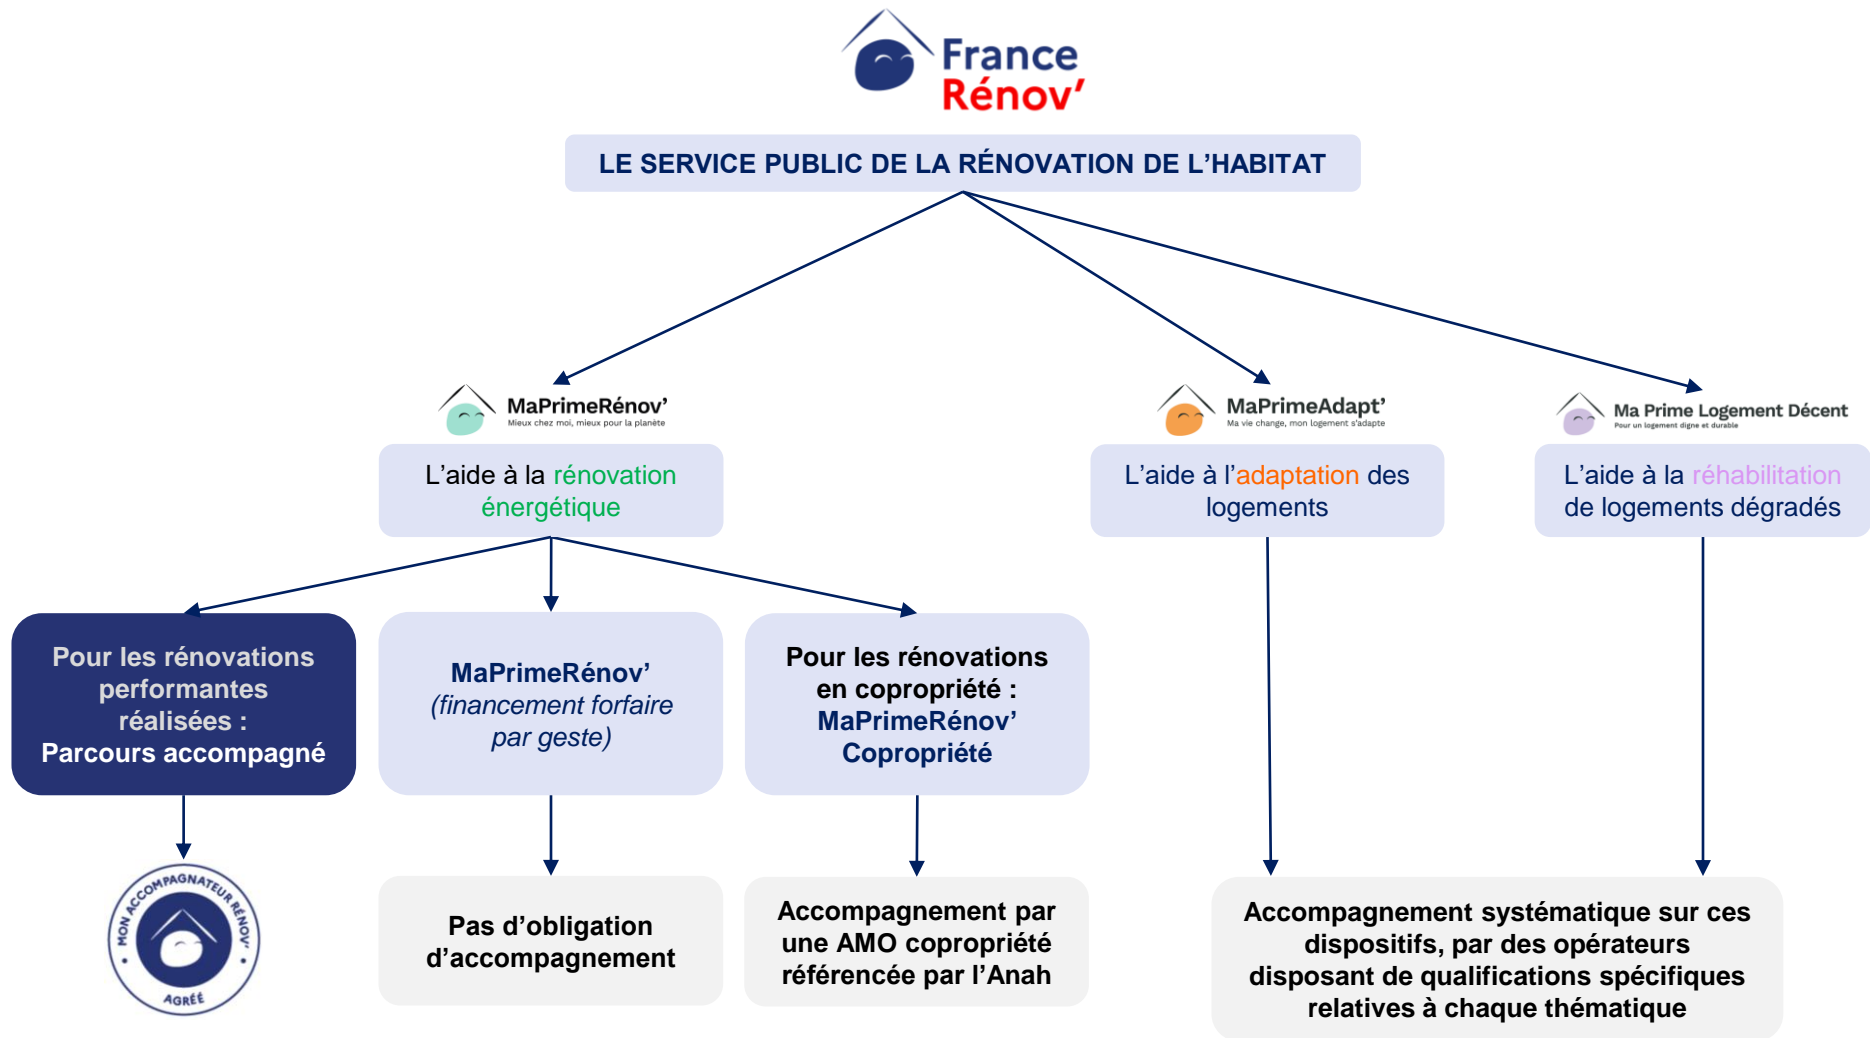 France
Rénov’
LE SERVICE PUBLIC DE LA RÉNOVATION DE L’HABITAT
MaPrimeRénov’
Mieux chez moi, mieux pour la planète
L’aide à la rénovation
énergétique
MaPrimeAdapt’
Ma vie change, mon logement s’adapte
L’aide à l’adaptation des
logements
Ma Prime Logement Décent
Pour un logement digne et durable
L’aide à la réhabilitation
de logements dégradés
Pour les rénovations
performantes
réalisées :
Parcours accompagné
MaPrimeRénov’
(financement forfaire
par geste)
Pour les rénovations
en copropriété :
MaPrimeRénov’
Copropriété
MON ACCOMPAGNATEUR RÉNOV’
AGRÉÉ
Pas d’obligation
d’accompagnement
Accompagnement par
une AMO copropriété
référencée par l’Anah
Accompagnement systématique sur ces
dispositifs, par des opérateurs
disposant de qualifications spécifiques
relatives à chaque thématique